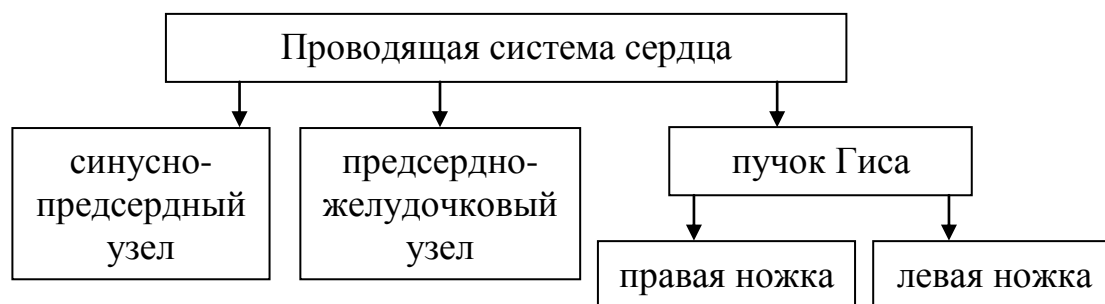 Проводящая система сердца
синусно-
предсердный
узел
предсердно-
желудочковый
узел
пучок Гиса
правая ножка
левая ножка